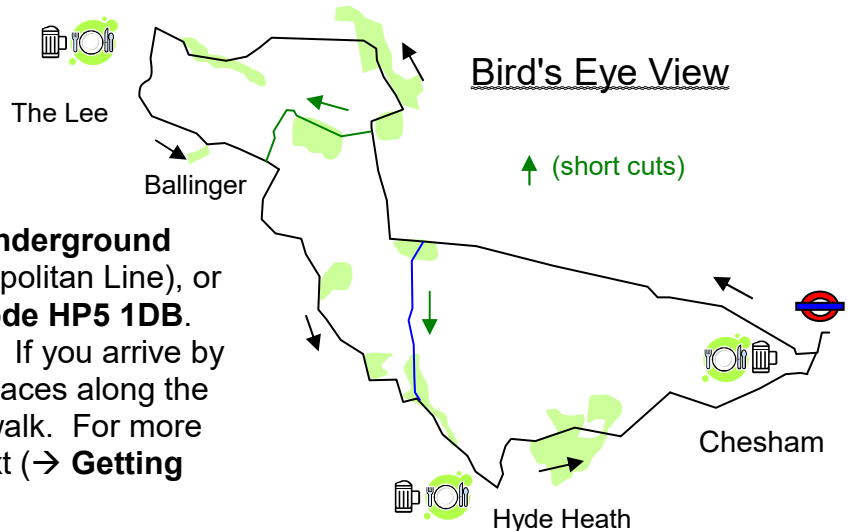 Bird's Eye View
The Lee
(short cuts)
Ballinger
nderground
politan Line), or
de HP5 1DB.
If you arrive by
aces along the
walk. For more
t (→ Getting
Chesham
Hyde Heath